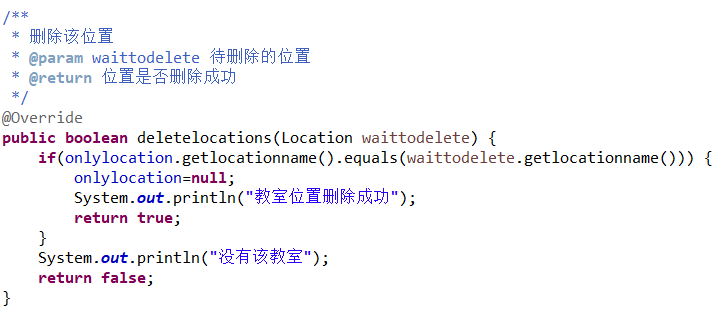 /**
 * 删除该位置
 * @param waittodelete 待删除的位置
 * @return 位置是否删除成功
 */
@Override
public boolean deletelocations(Location waittodelete) {
    if(onlylocation.getlocationname().equals(waittodelete.getlocationname())) {
        onlylocation=null;
        System.out.println("教室位置删除成功");
        return true;
    }
    System.out.println("没有该教室");
    return false;
}